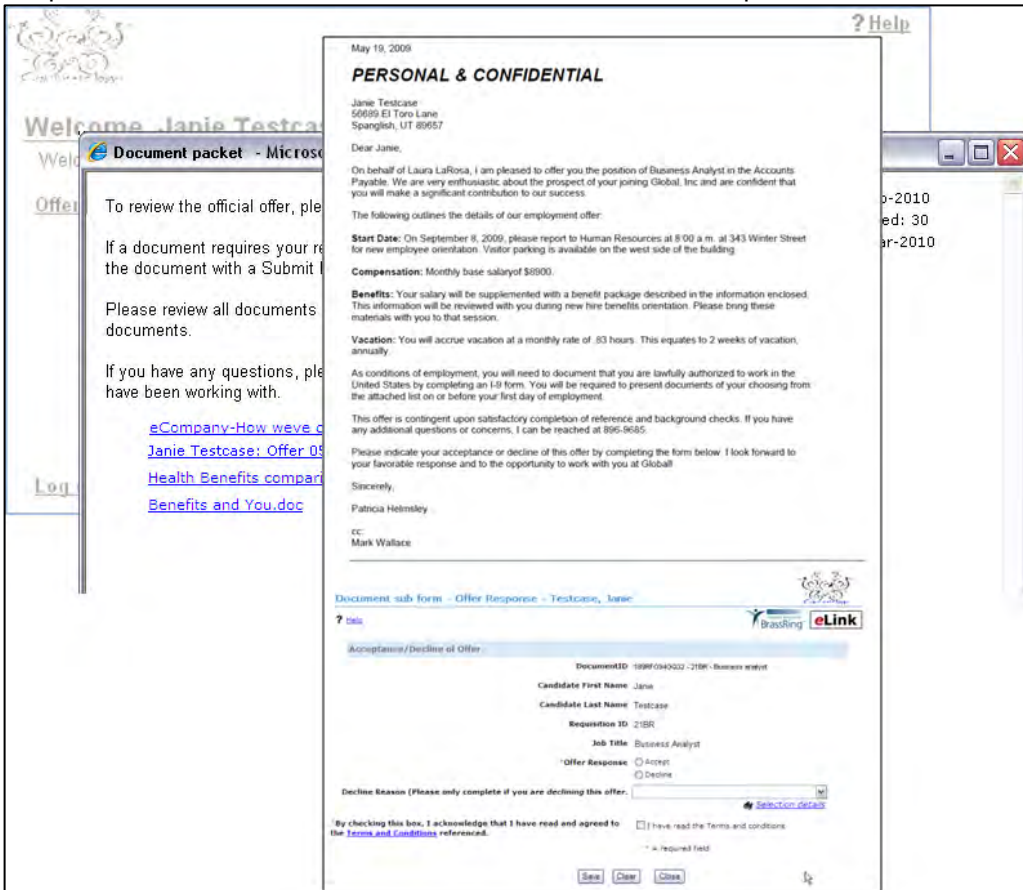 ? Help
Welcome Janie Testca
Offer
Log
Document packet - Micros
To review the official offer, ple
If a document requires your re
the document with a Submit
Please review all documents
documents.
If you have any questions, ple
have been working with.
eCompany-How weve c
Janie Testcase: Offer 05
Health Benefits compari
Benefits and You.doc
-2010
ed: 30
ar-2010
May 19, 2009
PERSONAL & CONFIDENTIAL
Janie Testcase
56689 El Toro Lane
Spanglish, UT 89657
Dear Janie,
On behalf of Laura LaRosa, I am pleased to offer you the position of Business Analyst in the Accounts
Payable. We are very enthusiastic about the prospect of your joining Global, Inc and are confident that
you will make a significant contribution to our success.
The following outlines the details of our employment offer:
Start Date: On September 8, 2009, please report to Human Resources at 8:00 a.m. at 343 Winter Street
for new employee orientation. Visitor parking is available on the west side of the building.
Compensation: Monthly base salaryof $8900.
Benefits: Your salary will be supplemented with a benefit package described in the information enclosed.
This information will be reviewed with you during new hire benefits orientation. Please bring these
materials with you to that session.
Vacation: You will accrue vacation at a monthly rate of .83 hours. This equates to 2 weeks of vacation,
annually.
As conditions of employment, you will need to document that you are lawfully authorized to work in the
United States by completing an I-9 form. You will be required to present documents of your choosing from
the attached list on or before your first day of employment.
This offer is contingent upon satisfactory completion of reference and background checks. If you have
any additional questions or concerns, I can be reached at 896-9685.
Please indicate your acceptance or decline of this offer by completing the form below. I look forward to
your favorable response and to the opportunity to work with you at Global!
Sincerely,
Patricia Helmsley
cc:
Mark Wallace
Document sub form - Offer Response - Testcase, Janie
? Help
BrassRing eLink
Acceptance/Decline of Offer
DocumentID - 21BR - Business analyst
Candidate First Name Janie
Candidate Last Name Testcase
Requisition ID 21BR
Job Title Business Analyst
*Offer Response Accept
Decline
Decline Reason (Please only complete if you are declining this offer.
Selection details
*By checking this box, I acknowledge that I have read and agreed to
the Terms and Conditions referenced.
I have read the Terms and conditions
* A required field
Save Clear Close